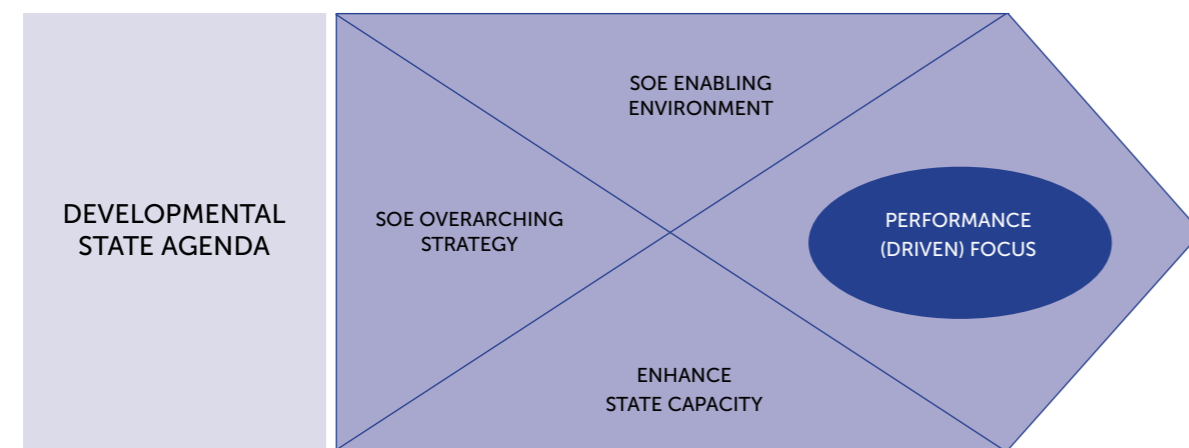 DEVELOPMENTAL
STATE AGENDA
SOE OVERARCHING
STRATEGY
SOE ENABLING
ENVIRONMENT
ENHANCE
STATE CAPACITY
PERFORMANCE
(DRIVEN) FOCUS